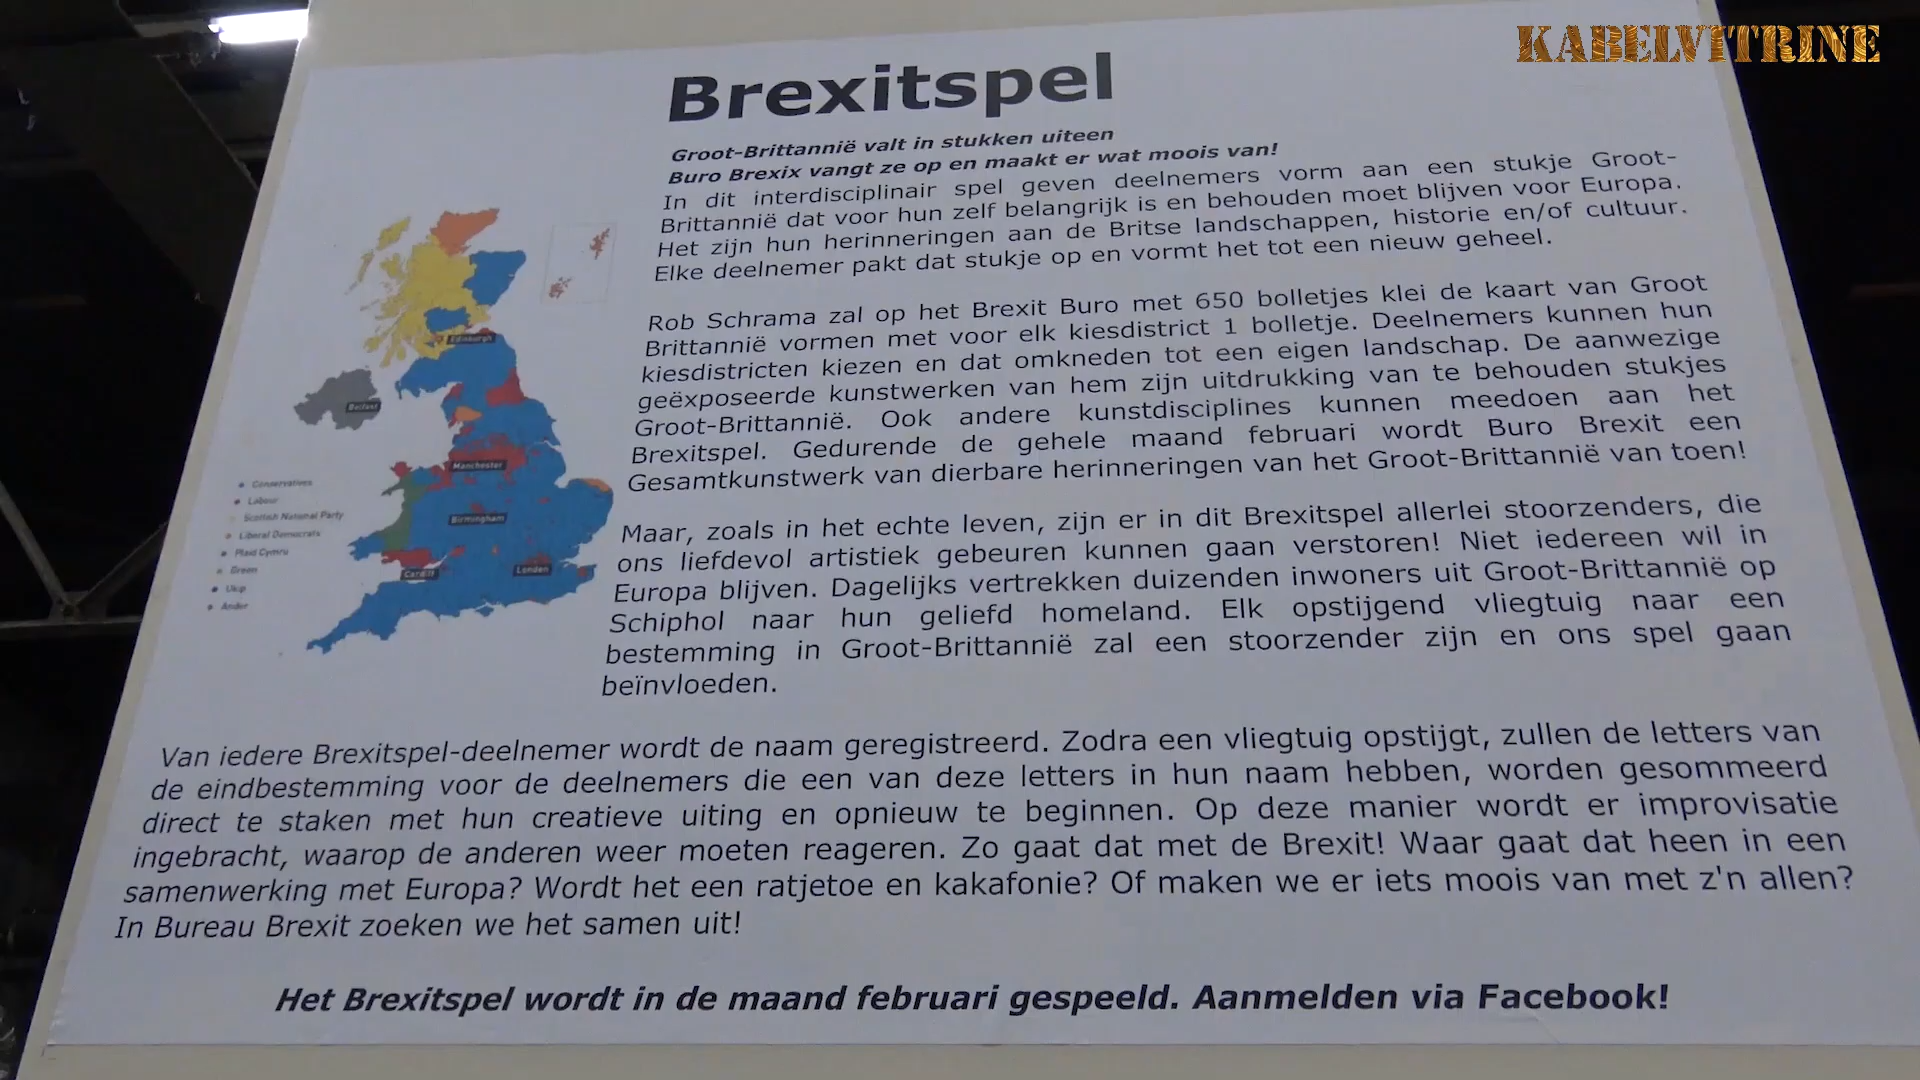 KABELVITRINE
Brexitspel
Groot-Brittannië valt in stukken uiteen
Buro Brexix vangt ze op en maakt er wat moois van!
In dit interdisciplinair spel geven deelnemers vorm aan een stukje Groot-
Brittannië dat voor hun zelf belangrijk is en behouden moet blijven voor Europa.
Het zijn hun herinneringen aan de Britse landschappen, historie en/of cultuur.
Elke deelnemer pakt dat stukje op en vormt het tot een nieuw geheel.
Rob Schrama zal op het Brexit Buro met 650 bolletjes klei de kaart van Groot
Brittannië vormen met voor elk kiesdistrict 1 bolletje. Deelnemers kunnen hun
kiesdistricten kiezen en dat omkneden tot een eigen landschap. De aanwezige
geëxposeerde kunstwerken van hem zijn uitdrukking van te behouden stukjes
Groot-Brittannië. Ook andere kunstdisciplines kunnen meedoen aan het
Brexitspel. Gedurende de gehele maand februari wordt Buro Brexit een
Gesamtkunstwerk van dierbare herinneringen van het Groot-Brittannië van toen!
Maar, zoals in het echte leven, zijn er in dit Brexitspel allerlei stoorzenders, die
ons liefdevol artistiek gebeuren kunnen gaan verstoren! Niet iedereen wil in
Europa blijven. Dagelijks vertrekken duizenden inwoners uit Groot-Brittannië op
Schiphol naar hun geliefd homeland. Elk opstijgend vliegtuig naar een
bestemming in Groot-Brittannië zal een stoorzender zijn en ons spel gaan
beïnvloeden.
Edinburgh
Belfast
Manchester
Birmingham
Cardiff
London
Conservatives
Labour
Scottish National Party
Liberal Democrats
Plaid Cymru
Green
Ukip
Ander
Van iedere Brexitspel-deelnemer wordt de naam geregistreerd. Zodra een vliegtuig opstijgt, zullen de letters van
de eindbestemming voor de deelnemers die een van deze letters in hun naam hebben, worden gesommeerd
direct te staken met hun creatieve uiting en opnieuw te beginnen. Op deze manier wordt er improvisatie
ingebracht, waarop de anderen weer moeten reageren. Zo gaat dat met de Brexit! Waar gaat dat heen in een
samenwerking met Europa? Wordt het een ratjetoe en kakafonie? Of maken we er iets moois van met z'n allen?
In Bureau Brexit zoeken we het samen uit!
Het Brexitspel wordt in de maand februari gespeeld. Aanmelden via Facebook!